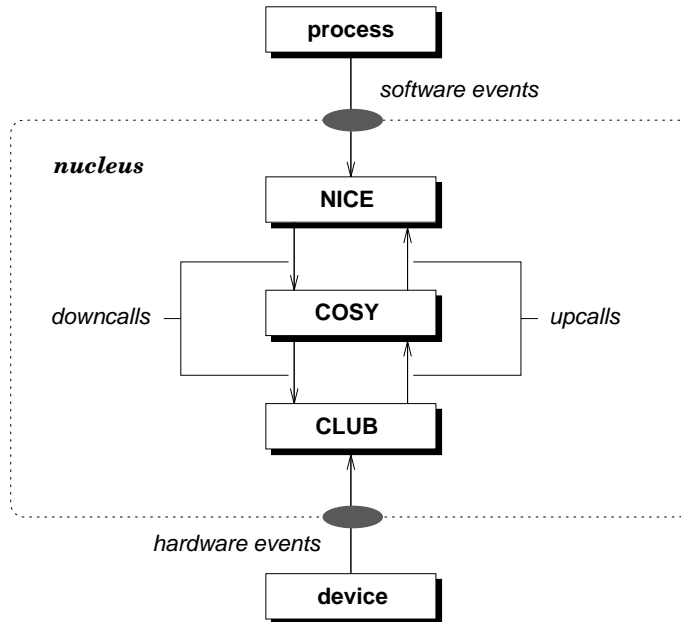 process
software events
nucleus
NICE
downcalls
COSY
upcalls
CLUB
hardware events
device